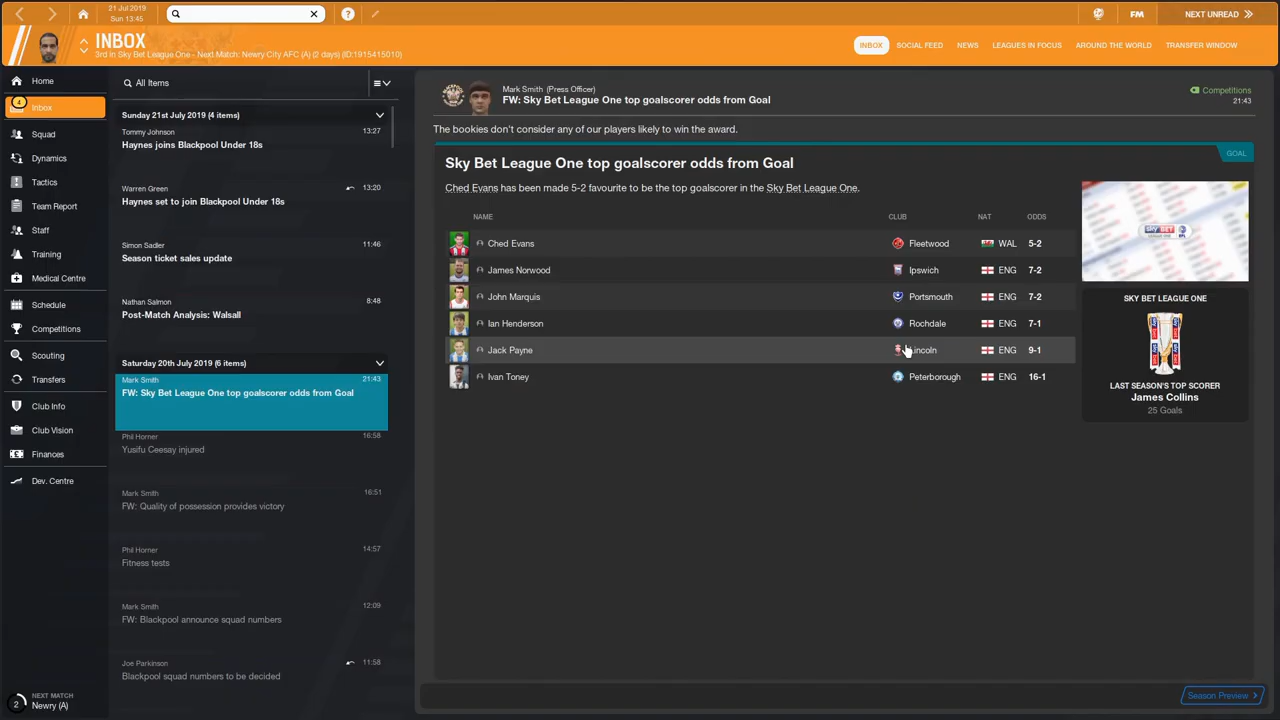 21 Jul 2019
Sun 13:45
?
FM
NEXT UNREAD
INBOX
3rd in Sky Bet League One - Next Match: Newry City AFC (A) (2 days) (ID:1915415010)
INBOX
SOCIAL FEED
NEWS
LEAGUES IN FOCUS
AROUND THE WORLD
TRANSFER WINDOW
Home
4
Inbox
Squad
Dynamics
Tactics
Team Report
Staff
Training
Medical Centre
Schedule
Competitions
Scouting
Transfers
Club Info
Club Vision
Finances
Dev. Centre
2
NEXT MATCH
Newry (A)
All Items
Sunday 21st July 2019 (4 items)
Tommy Johnson 13:27
Haynes joins Blackpool Under 18s
Warren Green 13:20
Haynes set to join Blackpool Under 18s
Simon Sadler 11:46
Season ticket sales update
Nathan Salmon 8:48
Post-Match Analysis: Walsall
Saturday 20th July 2019 (6 items)
Mark Smith 21:43
FW: Sky Bet League One top goalscorer odds from Goal
Phil Horner 16:58
Yusifu Ceesay injured
Mark Smith 16:51
FW: Quality of possession provides victory
Phil Horner 14:57
Fitness tests
Mark Smith 12:09
FW: Blackpool announce squad numbers
Joe Parkinson 11:58
Blackpool squad numbers to be decided
Mark Smith (Press Officer)
FW: Sky Bet League One top goalscorer odds from Goal
Competitions
21:43
The bookies don't consider any of our players likely to win the award.
GOAL
Sky Bet League One top goalscorer odds from Goal
Ched Evans has been made 5-2 favourite to be the top goalscorer in the Sky Bet League One.
NAME CLUB NAT ODDS
Ched Evans Fleetwood WAL 5-2
James Norwood Ipswich ENG 7-2
John Marquis Portsmouth ENG 7-2
Ian Henderson Rochdale ENG 7-1
Jack Payne Lincoln ENG 9-1
Ivan Toney Peterborough ENG 16-1
sky bet EFL
SKY BET LEAGUE ONE
LAST SEASON'S TOP SCORER
James Collins
25 Goals
Season Preview